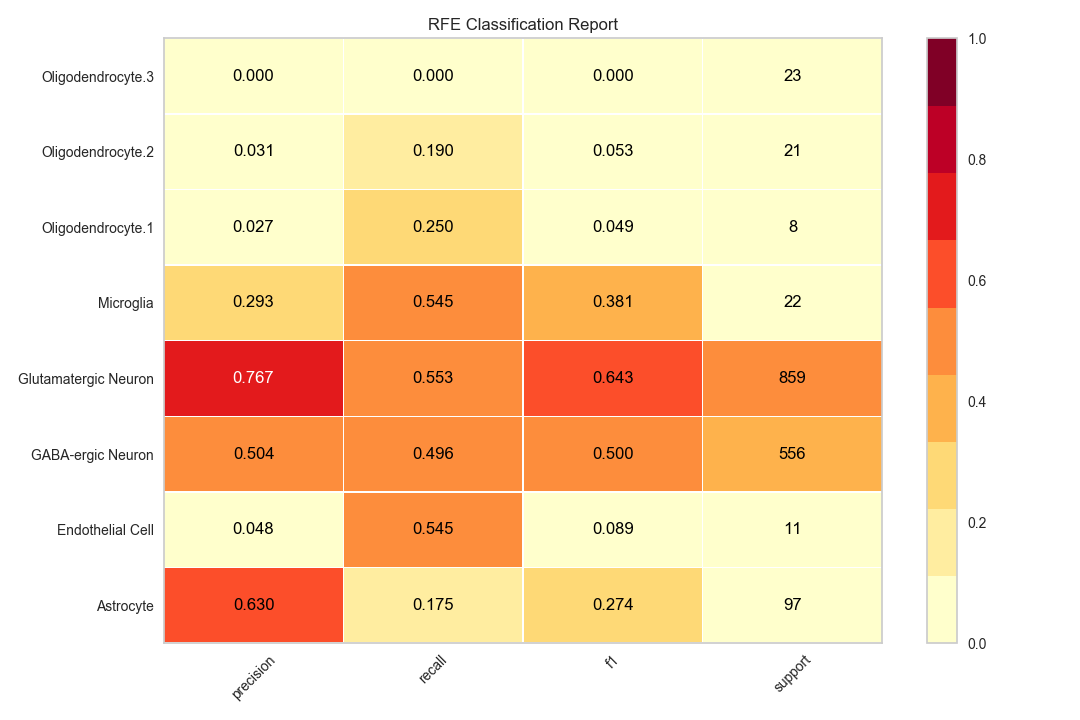 RFE Classification Report
Oligodendrocyte.3 0.000 0.000 0.000 23
Oligodendrocyte.2 0.031 0.190 0.053 21
Oligodendrocyte.1 0.027 0.250 0.049 8
Microglia 0.293 0.545 0.381 22
Glutamatergic Neuron 0.767 0.553 0.643 859
GABA-ergic Neuron 0.504 0.496 0.500 556
Endothelial Cell 0.048 0.545 0.089 11
Astrocyte 0.630 0.175 0.274 97
precision recall f1 support
1.0
0.8
0.6
0.4
0.2
0.0